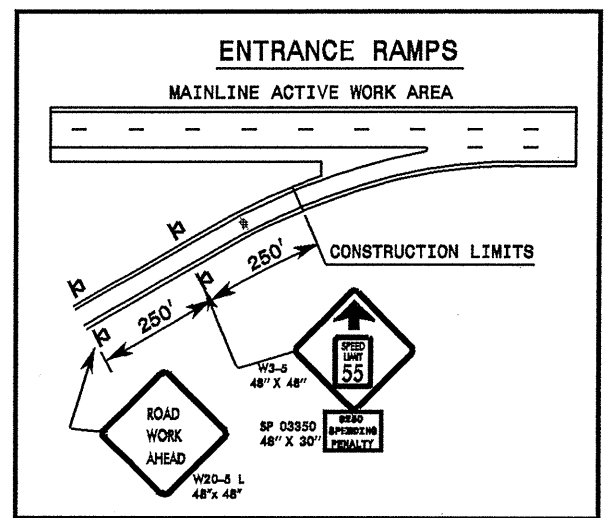 ENTRANCE RAMPS
MAINLINE ACTIVE WORK AREA
CONSTRUCTION LIMITS
250'
250'
SPEED
LIMIT
55
W3-5
48" X 48"
SP 03350
48" X 30"
$250
SPEEDING
PENALTY
ROAD
WORK
AHEAD
W20-5 L
48"x 48"